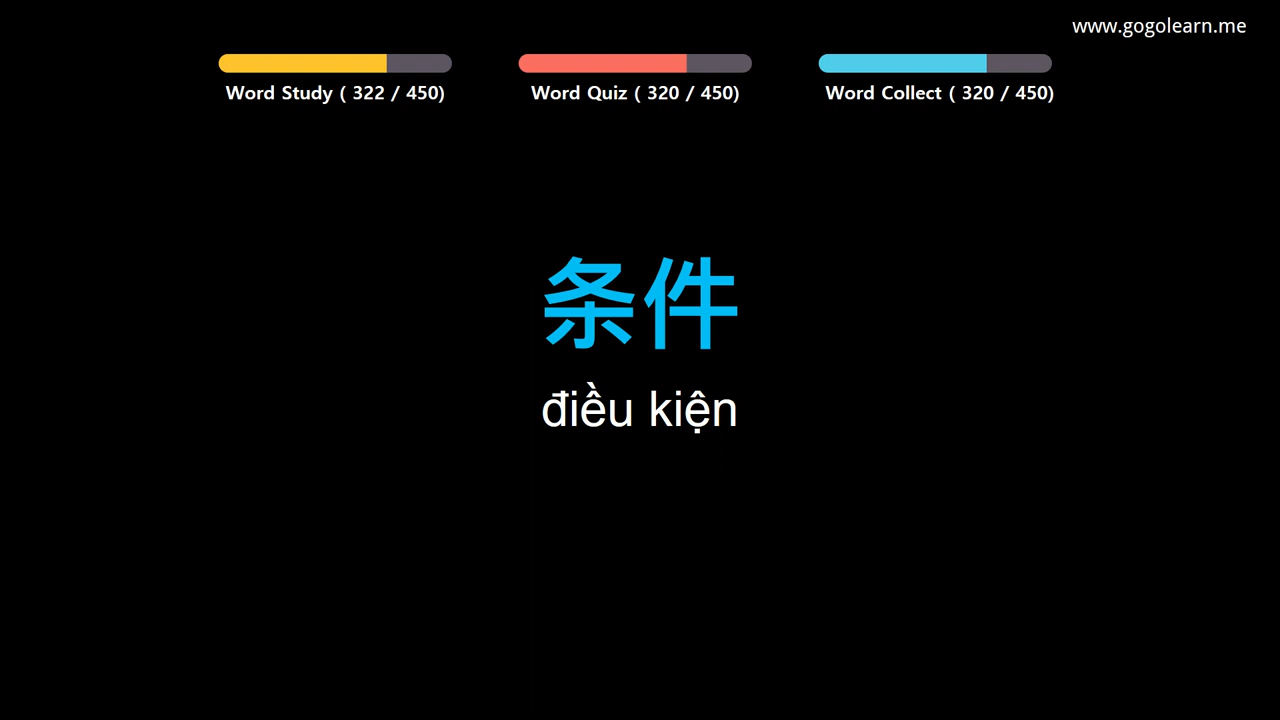 www.gogolearn.me
Word Study ( 322 / 450)
Word Quiz ( 320 / 450)
Word Collect ( 320 / 450)
条件
điều kiện